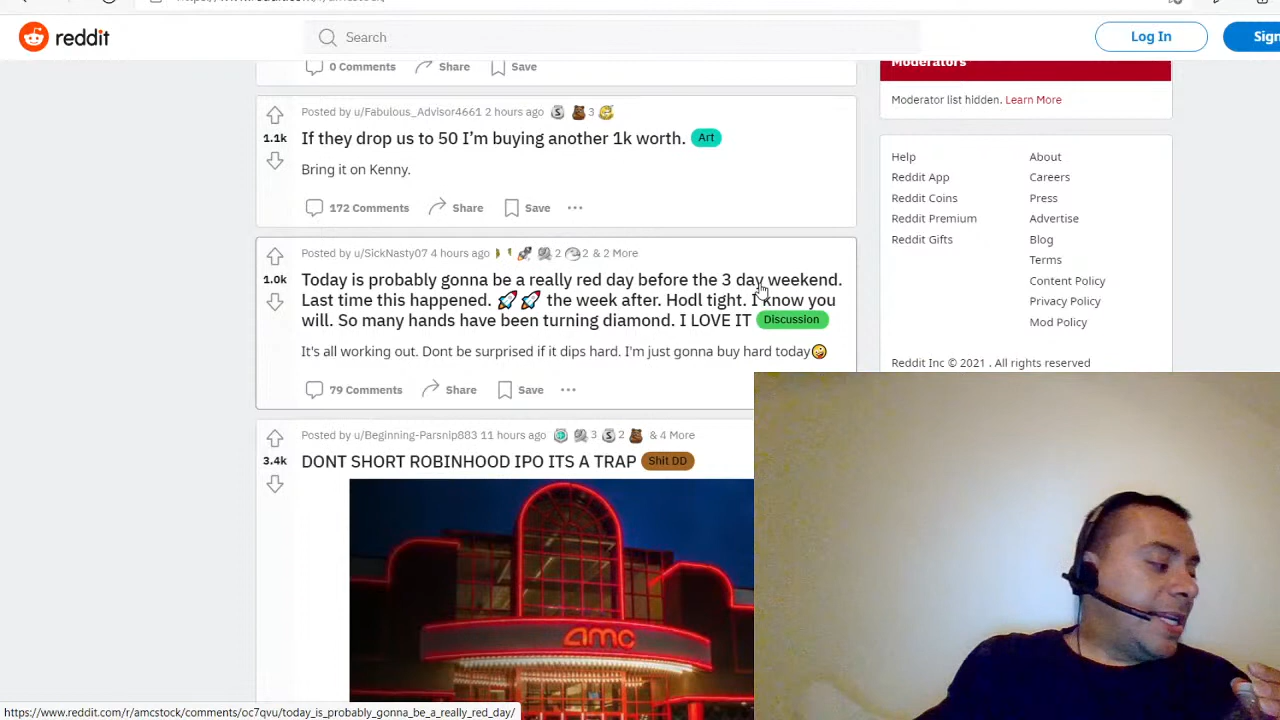 reddit
Search
Log In
Sign
0 Comments
Share
Save
Moderators
Moderator list hidden. Learn More
Posted by u/Fabulous_Advisor4661 2 hours ago 3
1.1k
If they drop us to 50 I’m buying another 1k worth. Art
Bring it on Kenny.
172 Comments
Share
Save
Help
About
Reddit App
Careers
Reddit Coins
Press
Reddit Premium
Advertise
Reddit Gifts
Blog
Terms
Content Policy
Privacy Policy
Mod Policy
Reddit Inc © 2021 . All rights reserved
Posted by u/SickNasty07 4 hours ago 2 2 & 2 More
1.0k
Today is probably gonna be a really red day before the 3 day weekend.
Last time this happened. 🚀🚀 the week after. Hodl tight. I know you
will. So many hands have been turning diamond. I LOVE IT Discussion
It's all working out. Dont be surprised if it dips hard. I'm just gonna buy hard today🤪
79 Comments
Share
Save
Posted by u/Beginning-Parsnip883 11 hours ago 3 2 & 4 More
3.4k
DONT SHORT ROBINHOOD IPO ITS A TRAP Shit DD
amc
https://www.reddit.com/r/amcstock/comments/oc7qvu/today_is_probably_gonna_be_a_really_red_day/